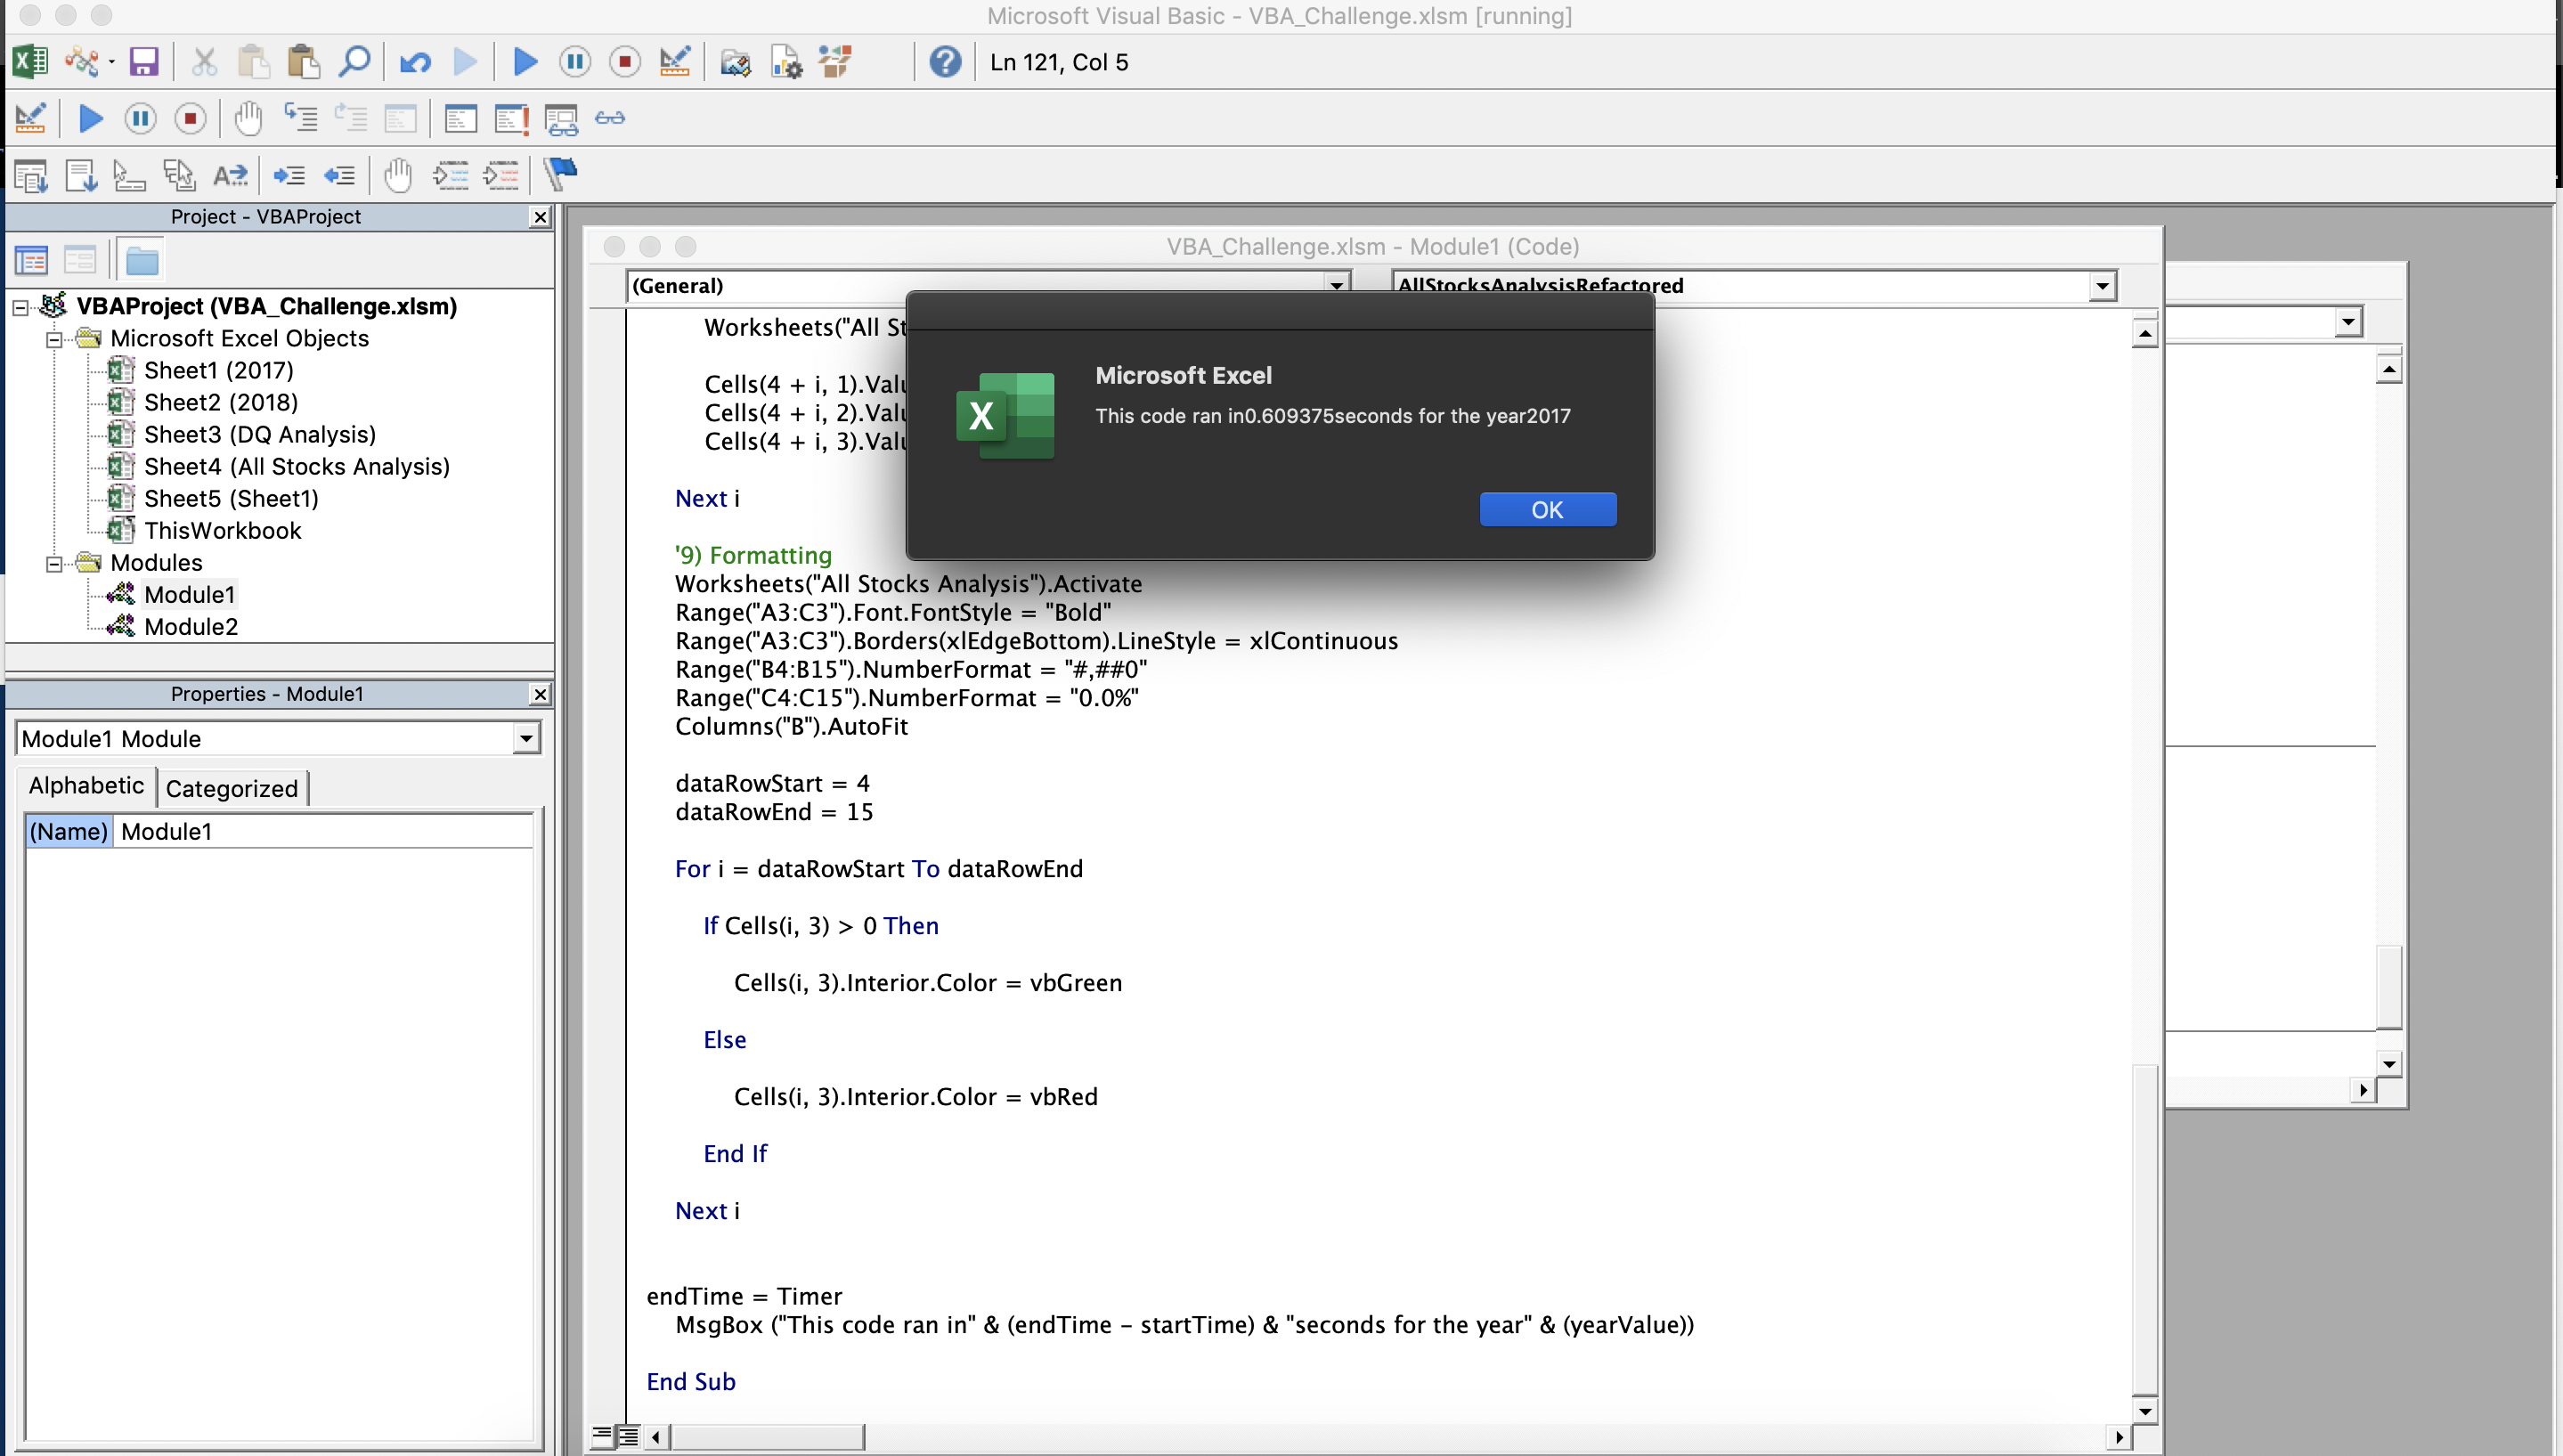 Microsoft Visual Basic - VBA_Challenge.xlsm [running]
Ln 121, Col 5
Project - VBAProject
VBAProject (VBA_Challenge.xlsm)
Microsoft Excel Objects
Sheet1 (2017)
Sheet2 (2018)
Sheet3 (DQ Analysis)
Sheet4 (All Stocks Analysis)
Sheet5 (Sheet1)
ThisWorkbook
Modules
Module1
Module2
Properties - Module1
Module1 Module
Alphabetic
Categorized
(Name) Module1
VBA_Challenge.xlsm - Module1 (Code)
(General)
AllStocksAnalysisRefactored
Worksheets("All St
Cells(4 + i, 1).Valu
Cells(4 + i, 2).Valu
Cells(4 + i, 3).Valu
Next i
Microsoft Excel
This code ran in0.609375seconds for the year2017
OK
'9) Formatting
Worksheets("All Stocks Analysis").Activate
Range("A3:C3").Font.FontStyle = "Bold"
Range("A3:C3").Borders(xlEdgeBottom).LineStyle = xlContinuous
Range("B4:B15").NumberFormat = "#,##0"
Range("C4:C15").NumberFormat = "0.0%"
Columns("B").AutoFit
dataRowStart = 4
dataRowEnd = 15
For i = dataRowStart To dataRowEnd
If Cells(i, 3) > 0 Then
Cells(i, 3).Interior.Color = vbGreen
Else
Cells(i, 3).Interior.Color = vbRed
End If
Next i
endTime = Timer
MsgBox ("This code ran in" & (endTime - startTime) & "seconds for the year" & (yearValue))
End Sub